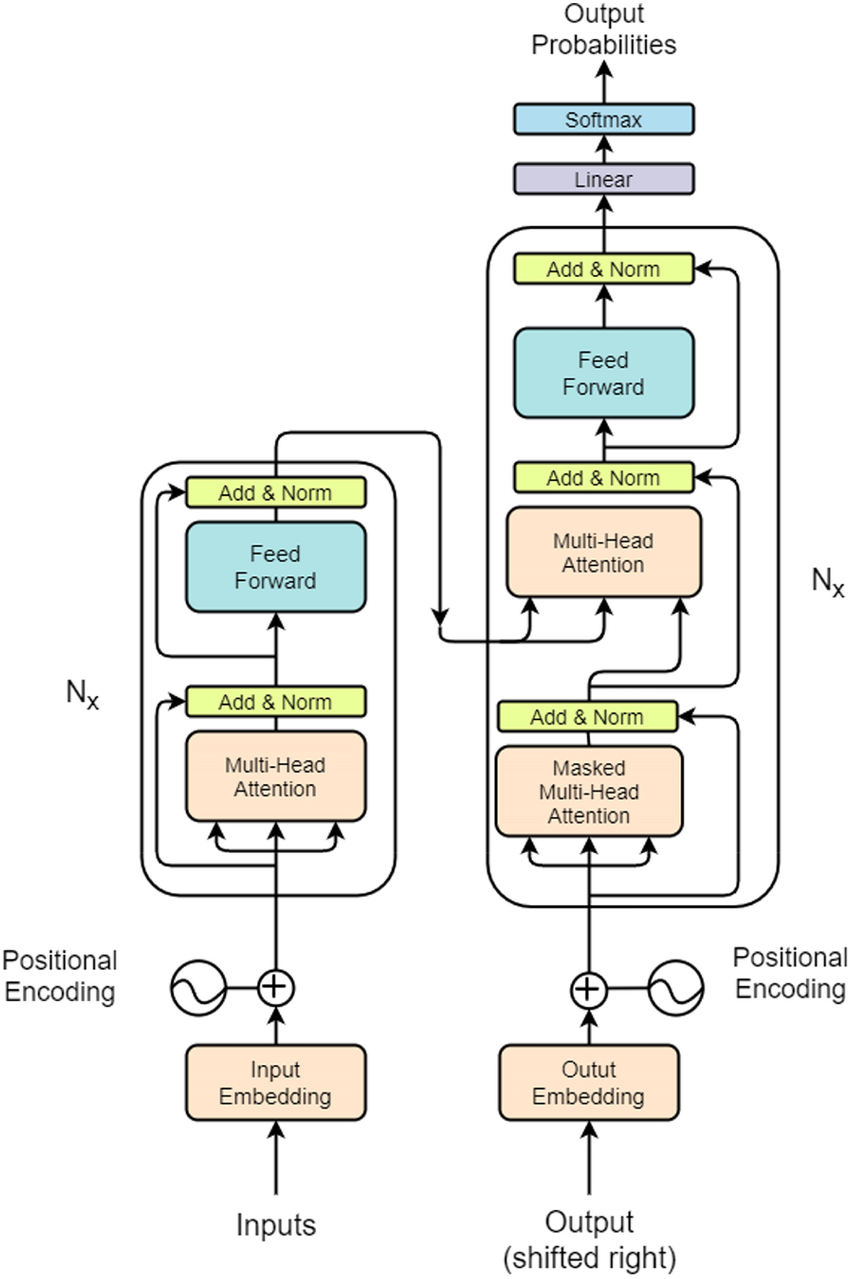 Output
Probabilities
Softmax
Linear
Add & Norm
Feed
Forward
Add & Norm
Multi-Head
Attention
Add & Norm
Masked
Multi-Head
Attention
Nx
Add & Norm
Feed
Forward
Add & Norm
Multi-Head
Attention
Nx
Positional
Encoding
Positional
Encoding
Input
Embedding
Outut
Embedding
Inputs
Output
(shifted right)